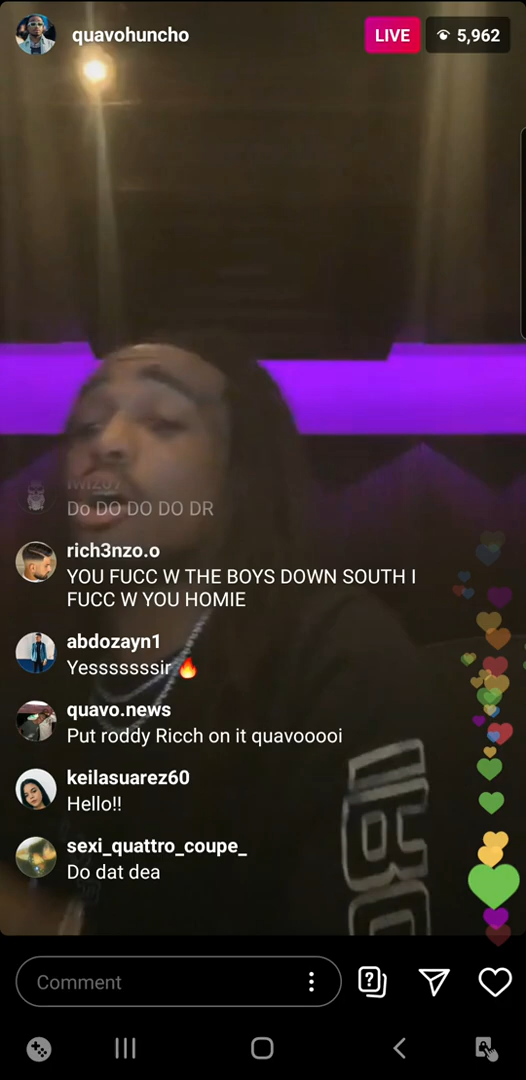 quavohuncho
LIVE
5,962
Do DO DO DO DR
rich3nzo.o
YOU FUCC W THE BOYS DOWN SOUTH I
FUCC W YOU HOMIE
abdozayn1
Yesssssssir 🔥
quavo.news
Put roddy Ricch on it quavooooi
keilasuarez60
Hello!!
sexi_quattro_coupe_
Do dat dea
Comment